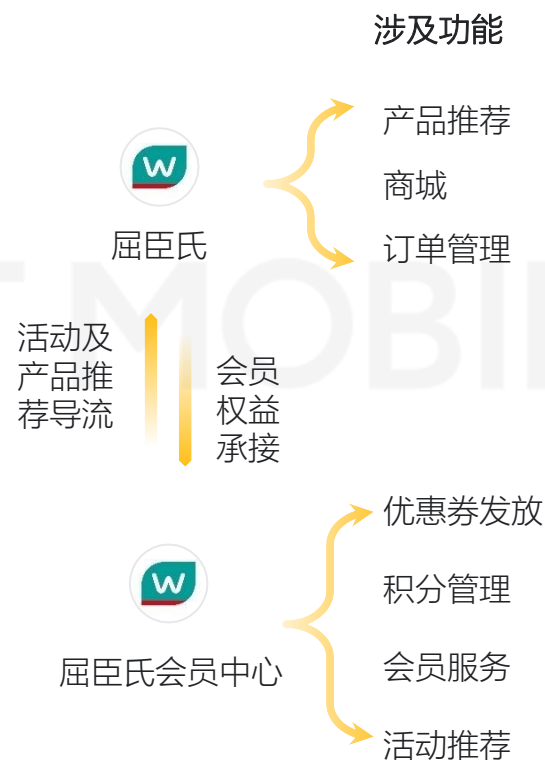 涉及功能
产品推荐
W
商城
屈臣氏
订单管理
MOBI
活动及
产品推
荐导流
会员
权益
承接
优惠券发放
W
积分管理
屈臣氏会员中心
会员服务
活动推荐